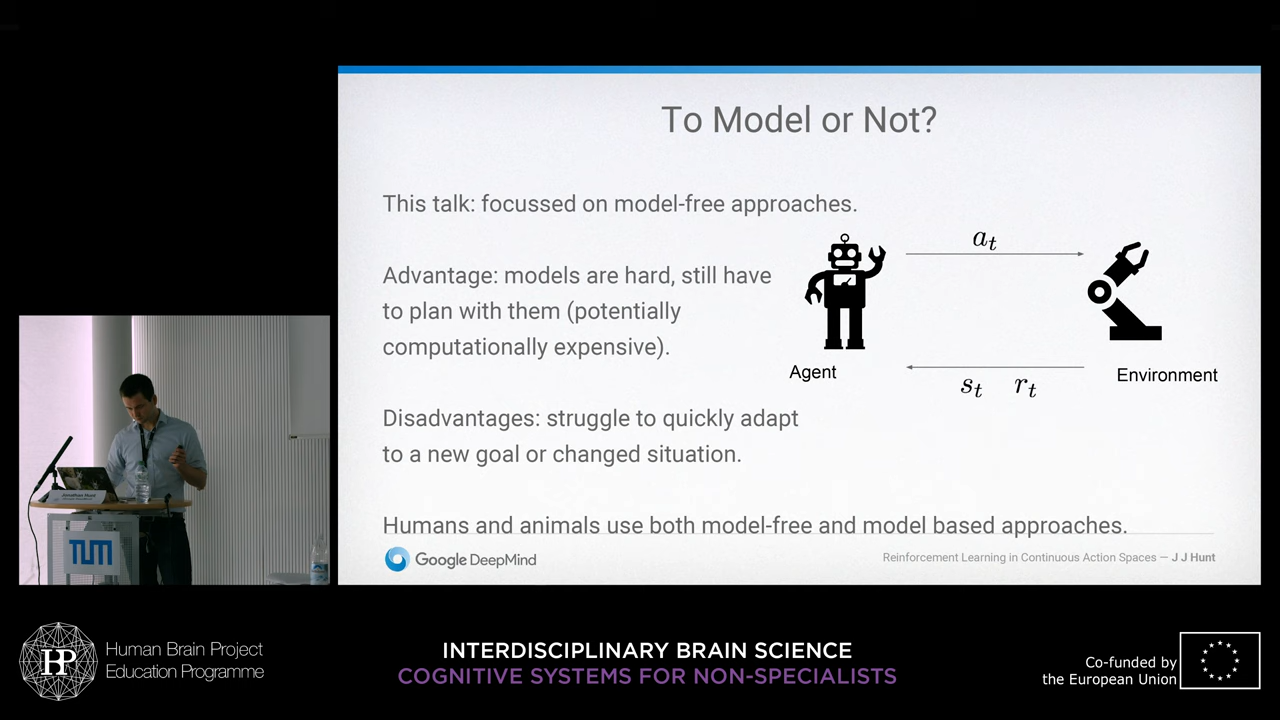 To Model or Not?
This talk: focussed on model-free approaches.
Advantage: models are hard, still have
to plan with them (potentially
computationally expensive).
Disadvantages: struggle to quickly adapt
to a new goal or changed situation.
Humans and animals use both model-free and model based approaches.
a_t
s_t r_t
Agent
Environment
Google DeepMind
Reinforcement Learning in Continuous Action Spaces — J J Hunt
Jonathan Hunt
TUM
HP
Human Brain Project
Education Programme
INTERDISCIPLINARY BRAIN SCIENCE
COGNITIVE SYSTEMS FOR NON-SPECIALISTS
Co-funded by
the European Union